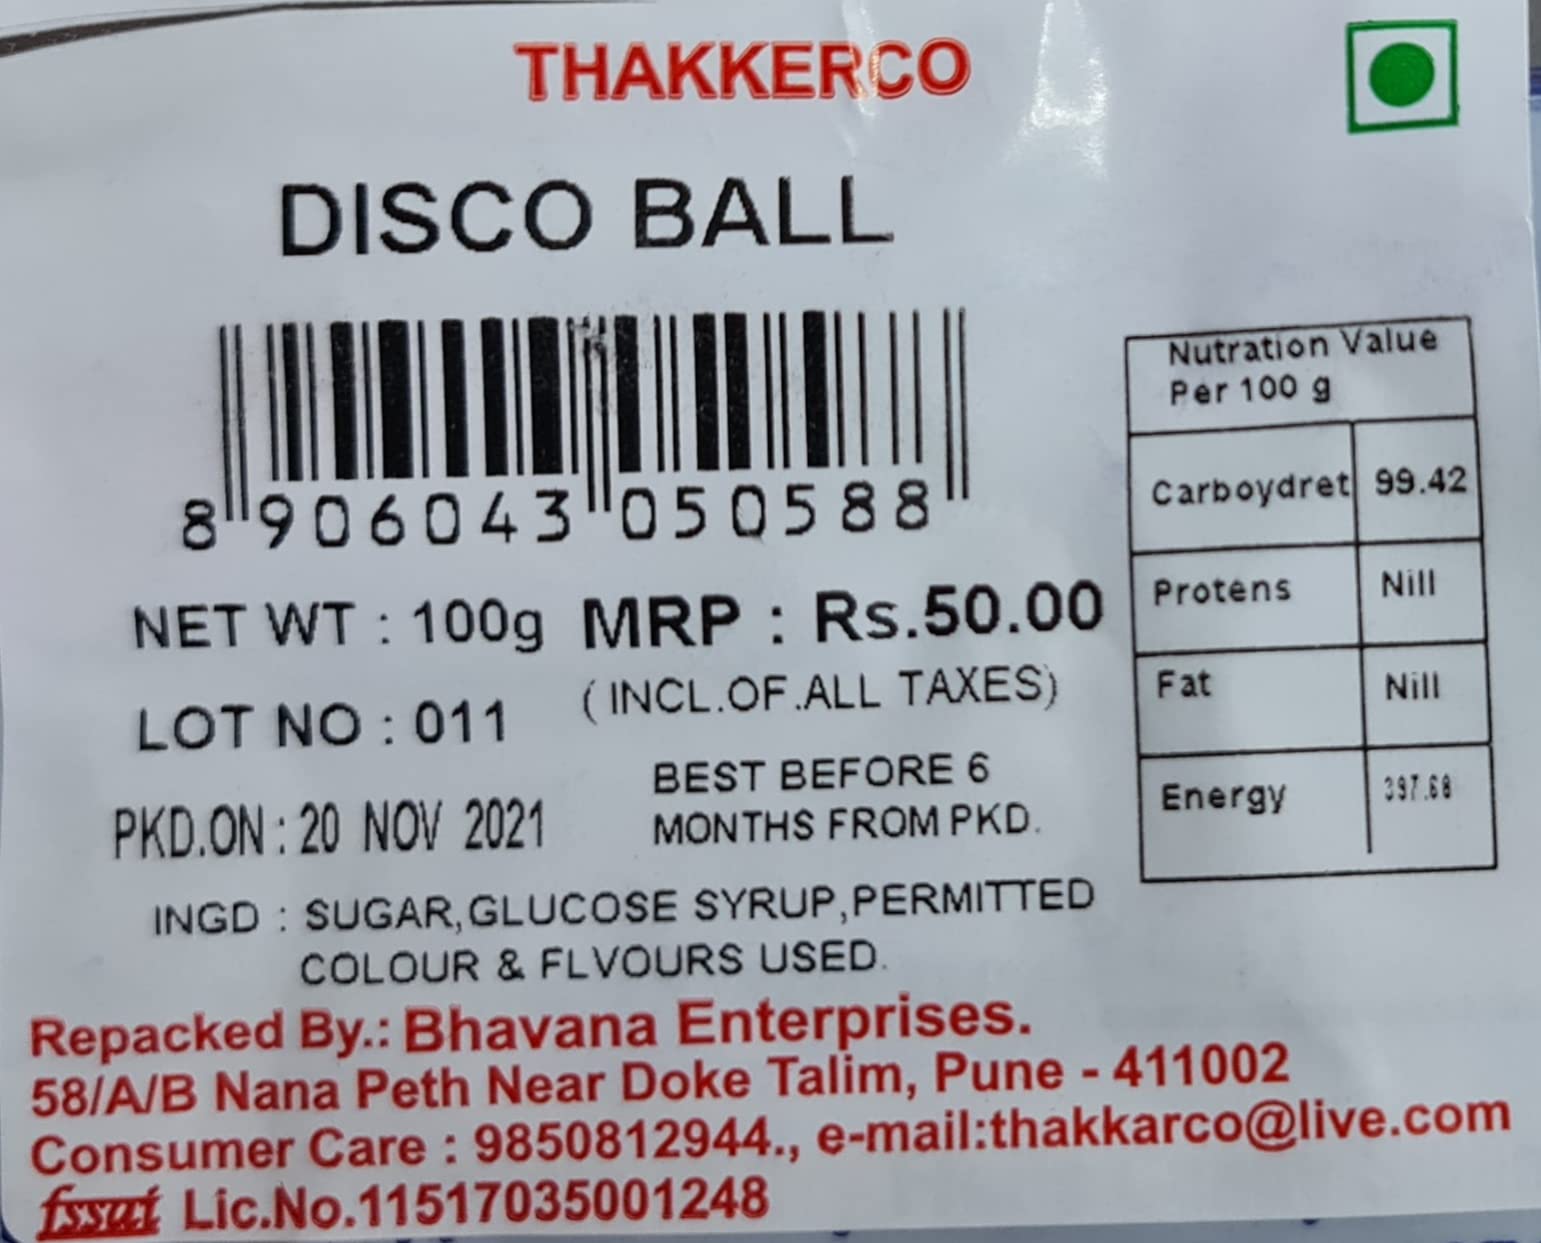 THAKKERCO
DISCO BALL
8 906043 050588
NET WT : 100g MRP : Rs.50.00
(INCL.OF.ALL TAXES)
LOT NO : 011
BEST BEFORE 6
MONTHS FROM PKD.
PKD.ON : 20 NOV 2021
INGD : SUGAR,GLUCOSE SYRUP,PERMITTED
COLOUR & FLVOURS USED.
Nutration Value
Per 100 g
Carboydret 99.42
Protens Nill
Fat Nill
Energy 397.68
Repacked By.: Bhavana Enterprises.
58/A/B Nana Peth Near Doke Talim, Pune - 411002
Consumer Care : 9850812944., e-mail:thakkarco@live.com
fssai Lic.No.11517035001248